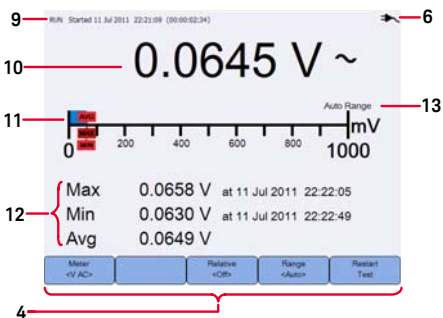 9 RUN Started 11 Jul 2011 22:21:09 (00:00:02:34) 6
10 0.0645 V ~
Auto Range 13
11 AVG
MAX
MIN
mV
0 200 400 600 800 1000
Max 0.0658 V at 11 Jul 2011 22:22:05
12 Min 0.0630 V at 11 Jul 2011 22:22:49
Avg 0.0649 V
Meter <V AC> Relative <Off> Range <Auto> Restart Test
4